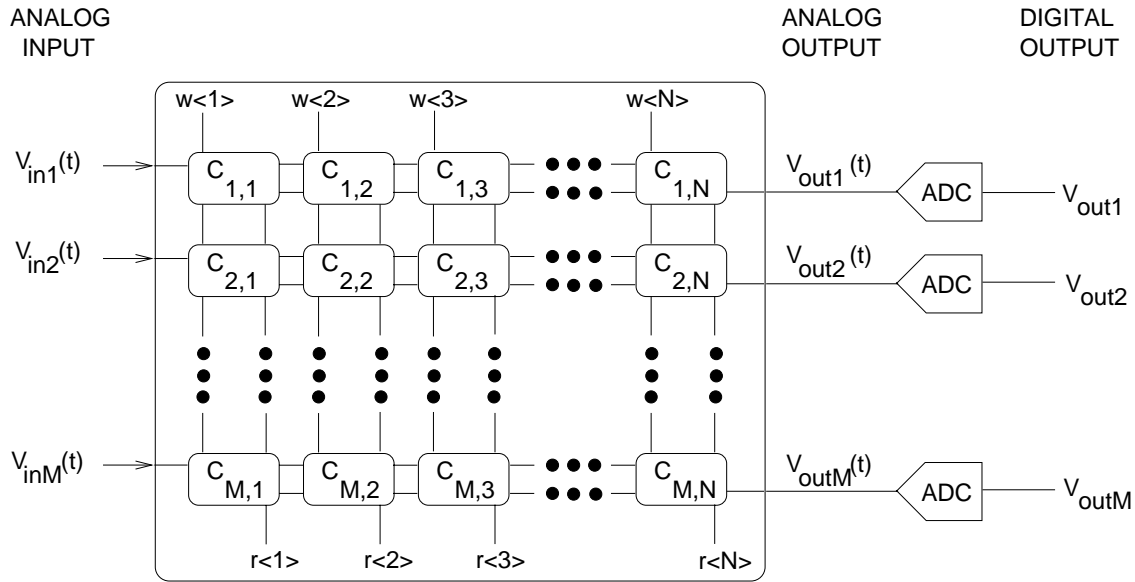 ANALOG INPUT
ANALOG OUTPUT
DIGITAL OUTPUT
w<1> w<2> w<3> w<N>
Vin1(t) C1,1 C1,2 C1,3 C1,N Vout1(t) ADC Vout1
Vin2(t) C2,1 C2,2 C2,3 C2,N Vout2(t) ADC Vout2
VinM(t) CM,1 CM,2 CM,3 CM,N VoutM(t) ADC VoutM
r<1> r<2> r<3> r<N>